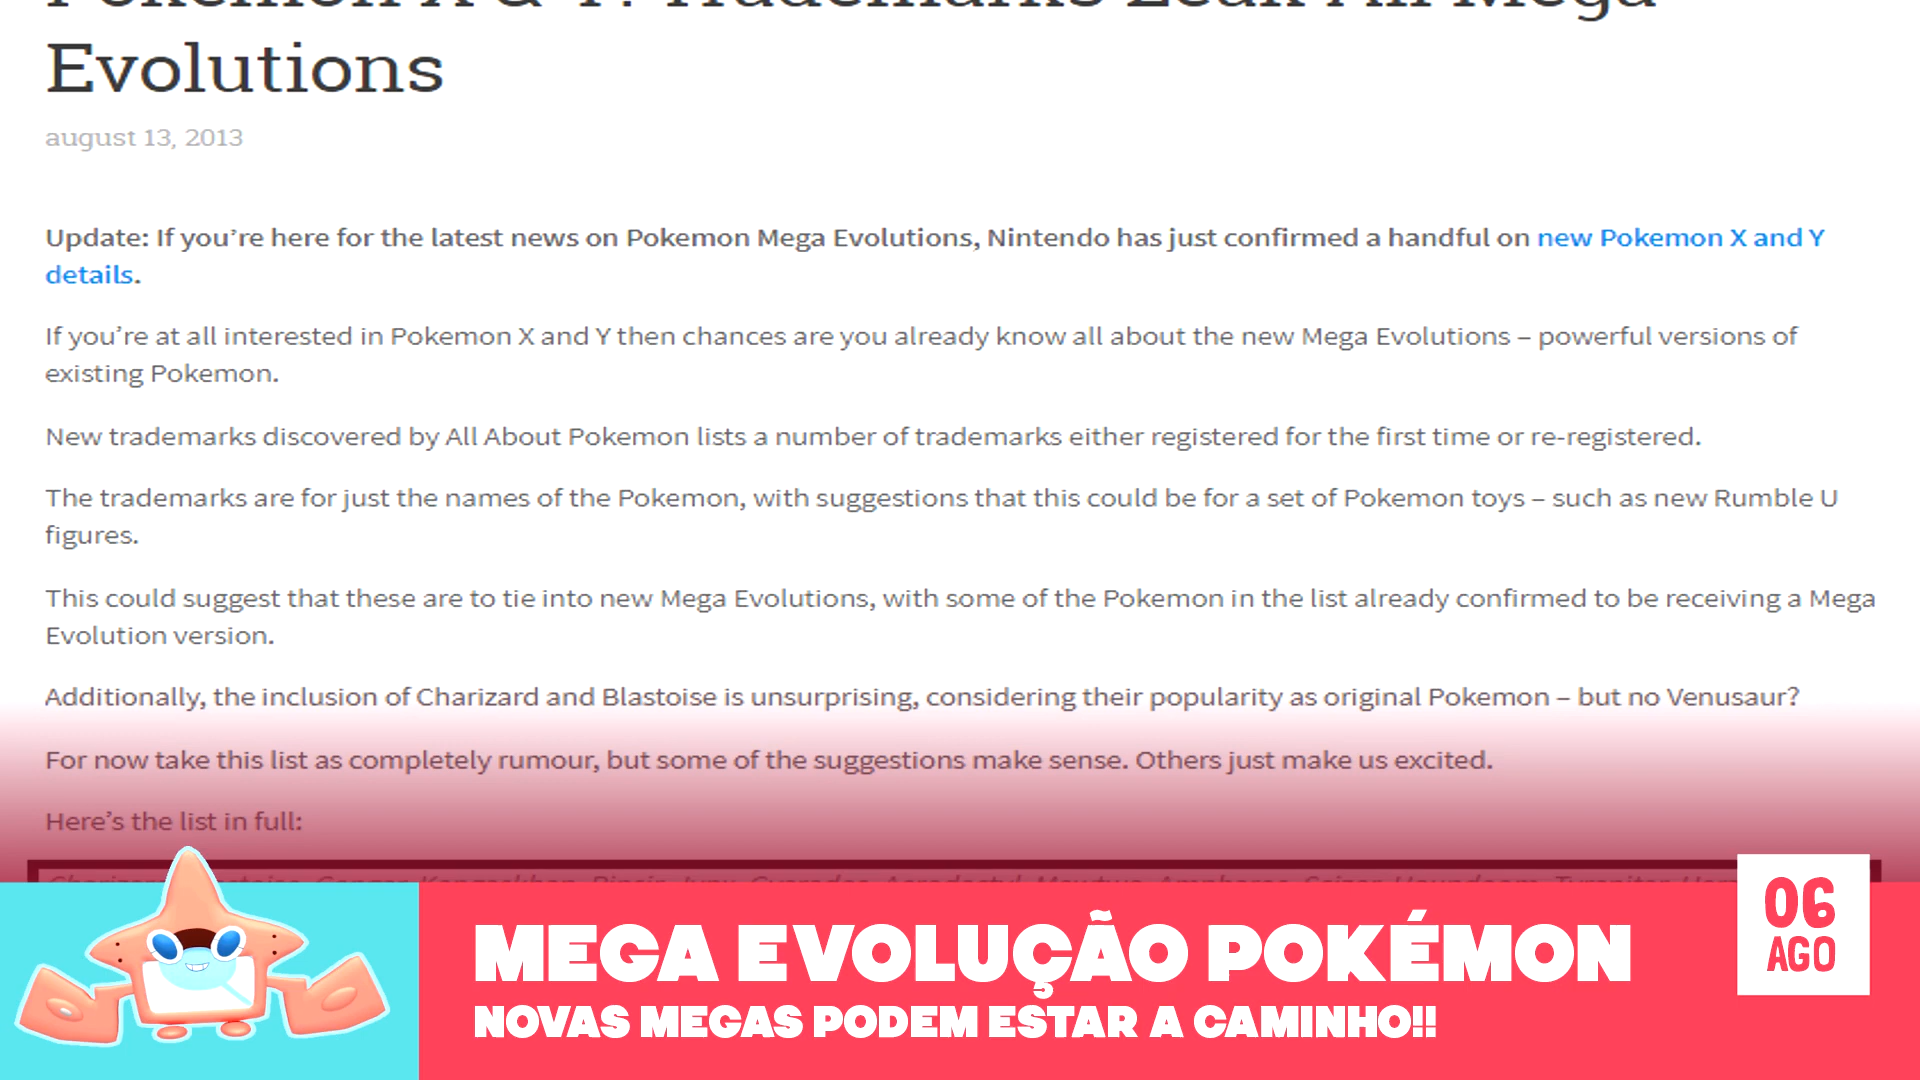 Pokemon X & Y: Trademarks Leak All Mega
Evolutions
august 13, 2013
Update: If you’re here for the latest news on Pokemon Mega Evolutions, Nintendo has just confirmed a handful on new Pokemon X and Y
details.
If you’re at all interested in Pokemon X and Y then chances are you already know all about the new Mega Evolutions – powerful versions of
existing Pokemon.
New trademarks discovered by All About Pokemon lists a number of trademarks either registered for the first time or re-registered.
The trademarks are for just the names of the Pokemon, with suggestions that this could be for a set of Pokemon toys – such as new Rumble U
figures.
This could suggest that these are to tie into new Mega Evolutions, with some of the Pokemon in the list already confirmed to be receiving a Mega
Evolution version.
Additionally, the inclusion of Charizard and Blastoise is unsurprising, considering their popularity as original Pokemon – but no Venusaur?
For now take this list as completely rumour, but some of the suggestions make sense. Others just make us excited.
Here’s the list in full:
06
AGO
MEGA EVOLUÇÃO POKÉMON
NOVAS MEGAS PODEM ESTAR A CAMINHO!!